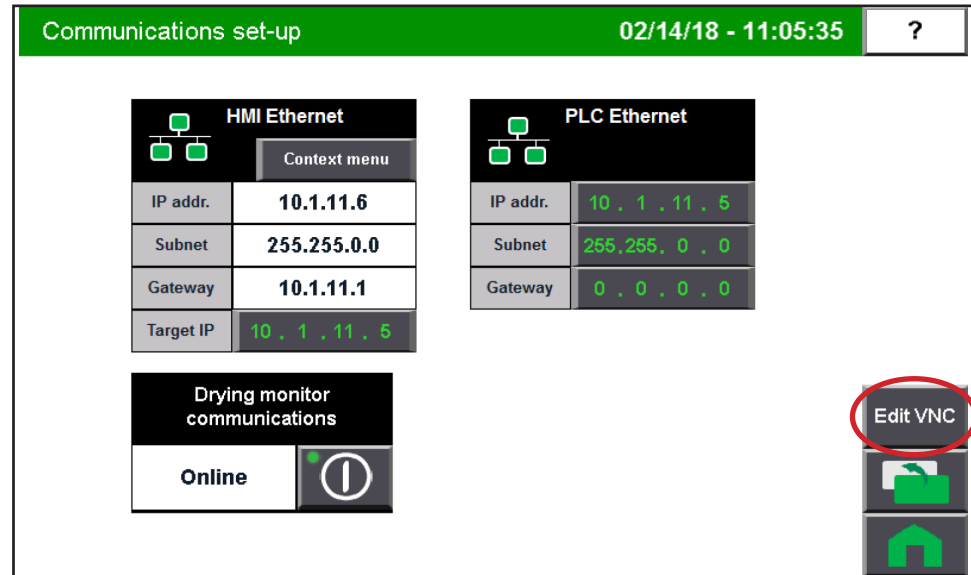 Communications set-up 02/14/18 - 11:05:35 ?
HMI Ethernet
Context menu
IP addr. 10.1.11.6
Subnet 255.255.0.0
Gateway 10.1.11.1
Target IP 10 . 1 . 11 . 5
PLC Ethernet
IP addr. 10 . 1 . 11 . 5
Subnet 255.255. 0 . 0
Gateway 0 . 0 . 0 . 0
Drying monitor
communications
Online
Edit VNC